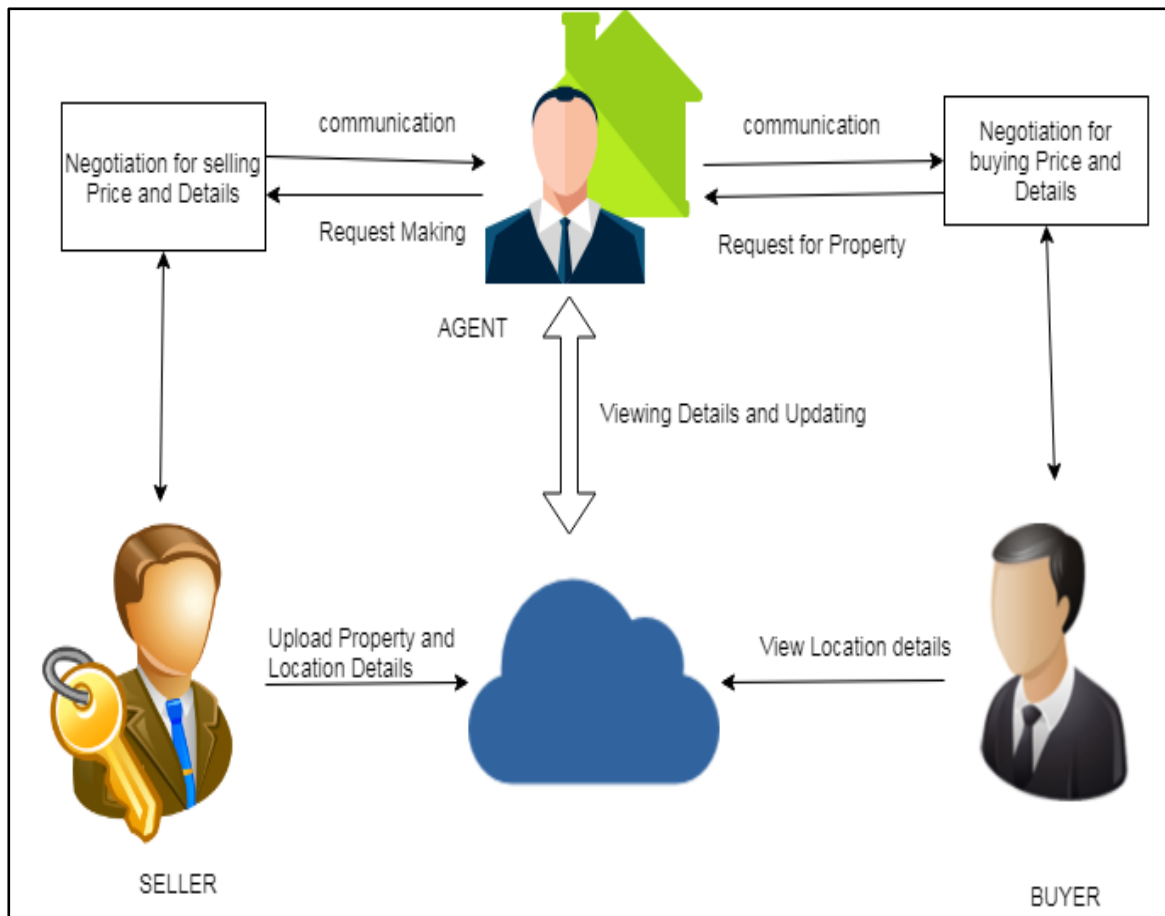 communication
communication
Negotiation for selling
Price and Details
Negotiation for
buying Price and
Details
Request Making
Request for Property
AGENT
Viewing Details and Updating
Upload Property and
Location Details
View Location details
SELLER
BUYER